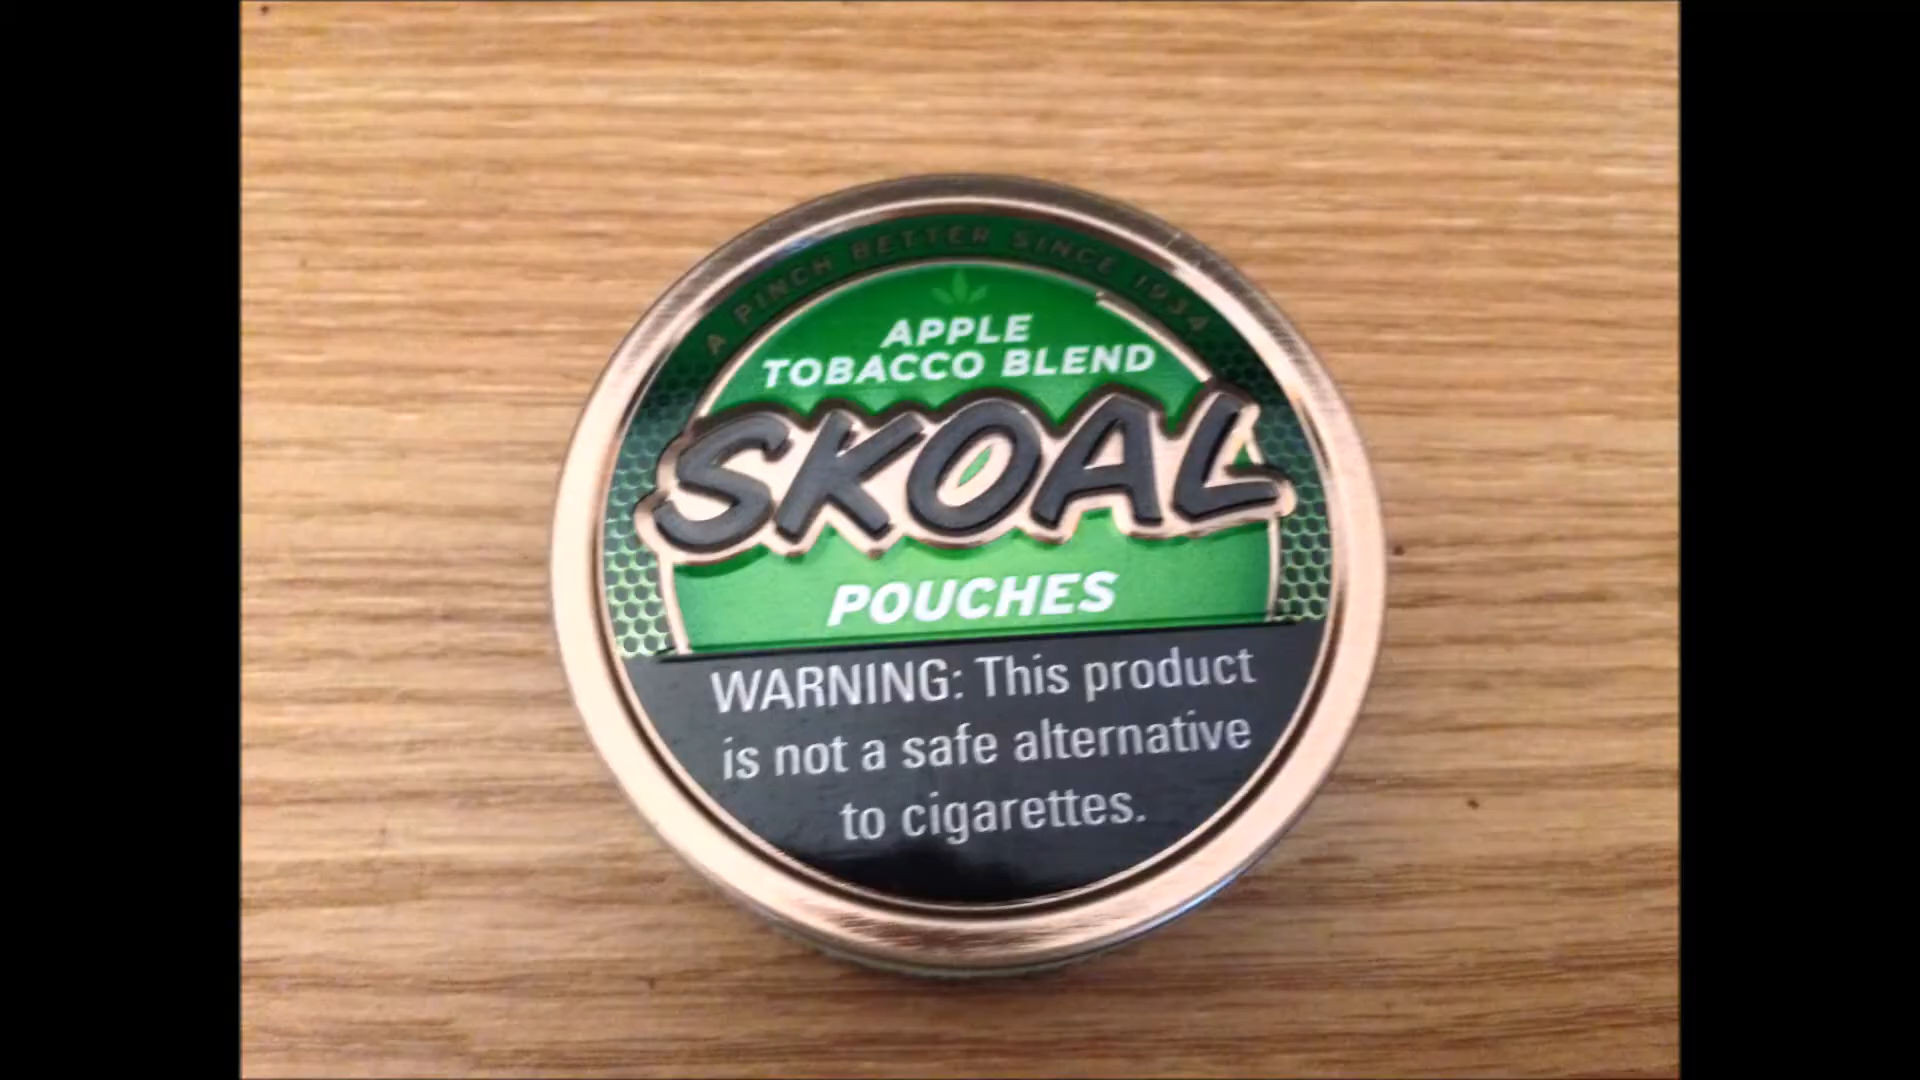 A PINCH BETTER SINCE 1934
APPLE
TOBACCO BLEND
SKOAL
POUCHES
WARNING: This product
is not a safe alternative
to cigarettes.